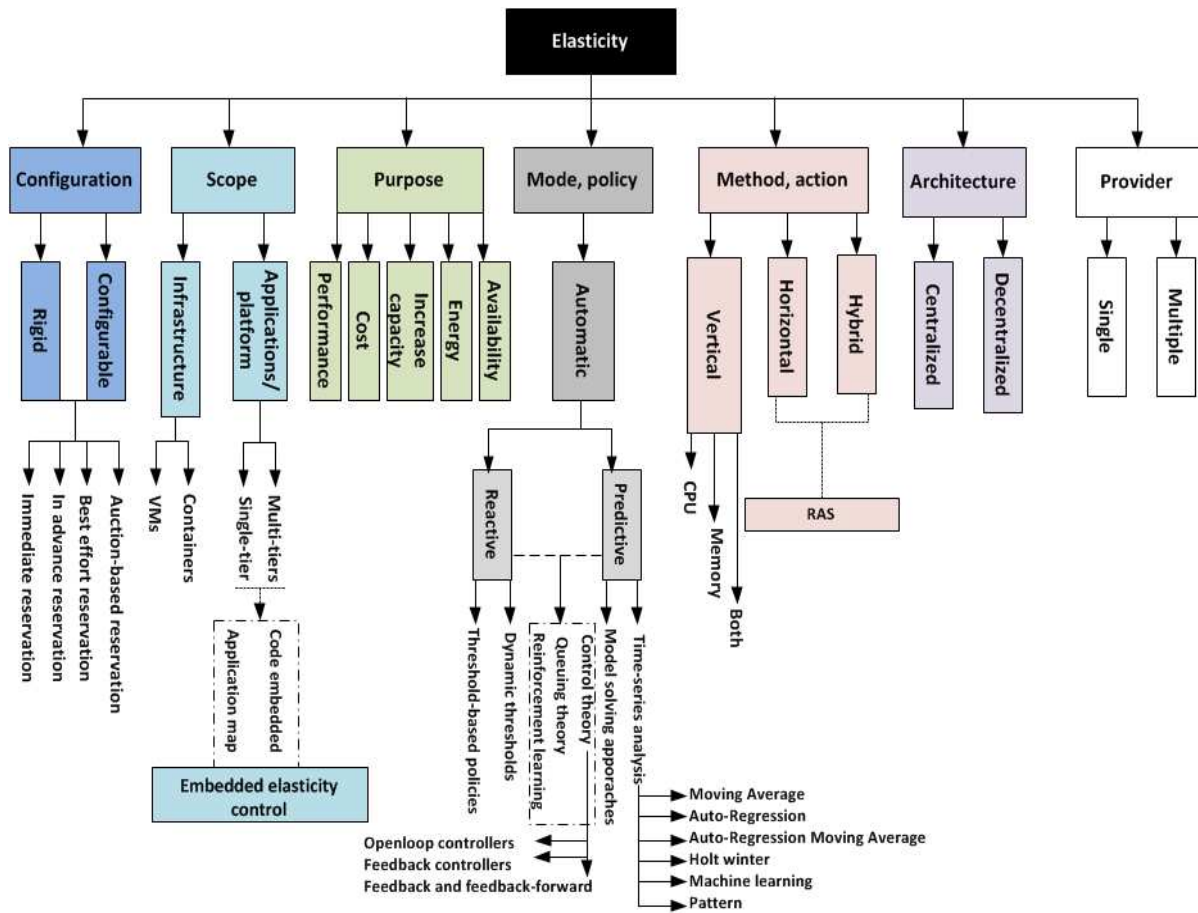 Elasticity
Configuration
Scope
Purpose
Mode, policy
Method, action
Architecture
Provider
Rigid
Configurable
Infrastructure
Applications/
platform
Performance
Cost
Increase
capacity
Energy
Availability
Automatic
Vertical
Horizontal
Hybrid
Centralized
Decentralized
Single
Multiple
Immediate reservation
In advance reservation
Best effort reservation
Auction-based reservation
VMs
Containers
Single-tier
Multi-tiers
Reactive
Predictive
CPU
Memory
Both
RAS
Application map
Code embedded
Embedded elasticity
control
Threshold-based policies
Dynamic thresholds
Reinforcement learning
Queuing theory
Control theory
Model solving apporaches
Time-series analysis
Openloop controllers
Feedback controllers
Feedback and feedback-forward
Moving Average
Auto-Regression
Auto-Regression Moving Average
Holt winter
Machine learning
Pattern